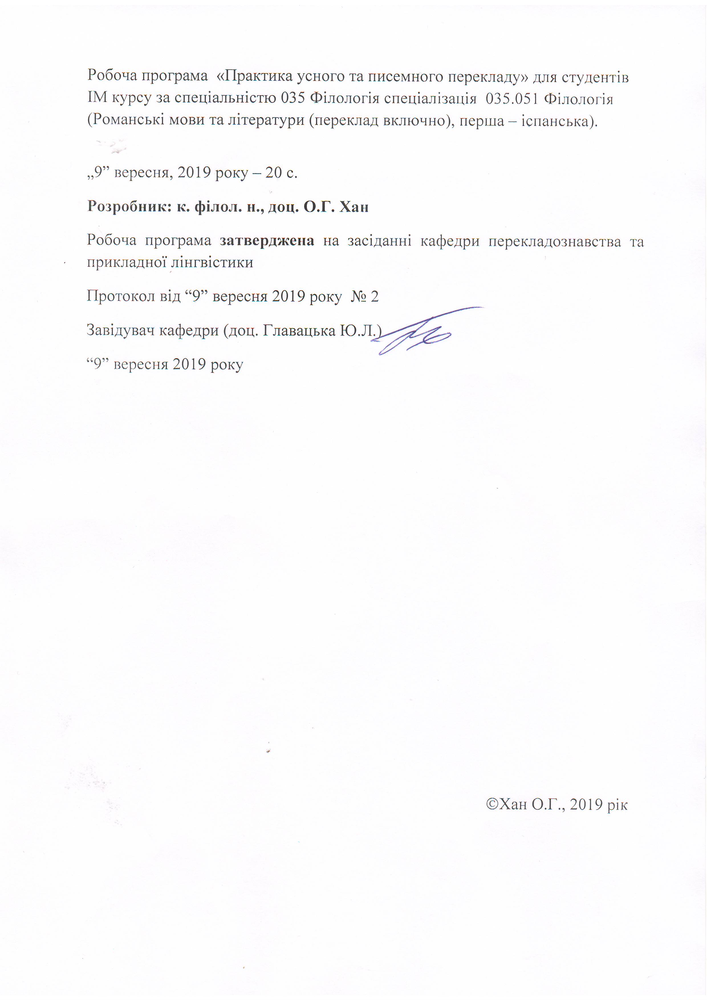 Робоча програма «Практика усного та писемного перекладу» для студентів
ІМ курсу за спеціальністю 035 Філологія спеціалізація 035.051 Філологія
(Романські мови та літератури (переклад включно), перша – іспанська).
„9” вересня, 2019 року – 20 с.
Розробник: к. філол. н., доц. О.Г. Хан
Робоча програма затверджена на засіданні кафедри перекладознавства та
прикладної лінгвістики
Протокол від “9” вересня 2019 року № 2
Завідувач кафедри (доц. Главацька Ю.Л.)
“9” вересня 2019 року
©Хан О.Г., 2019 рік